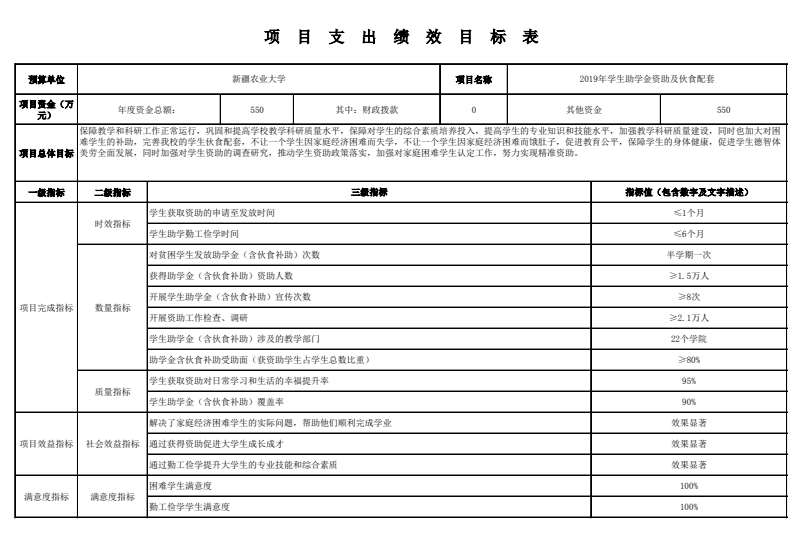 项 目 支 出 绩 效 目 标 表
预算单位 新疆农业大学 项目名称 2019年学生助学金资助及伙食配套
项目资金（万元） 年度资金总额： 550 其中：财政拨款 0 其他资金 550
项目总体目标
保障教学和科研工作正常运行，巩固和提高学校教学科研质量水平，保障对学生的综合素质培养投入，提高学生的专业知识和技能水平，加强教学科研质量建设，同时也加大对困
难学生的补助，完善我校的学生伙食配套，不让一个学生因家庭经济困难而失学，不让一个学生因家庭经济困难而饿肚子，促进教育公平，保障学生的身体健康，促进学生德智体
美劳全面发展，同时加强对学生资助的调查研究，推动学生资助政策落实，加强对家庭困难学生认定工作，努力实现精准资助。
一级指标 二级指标 三级指标 指标值（包含数字及文字描述）
项目完成指标 时效指标 学生获取资助的申请至发放时间 ≤1个月
学生助学勤工俭学时间 ≤6个月
数量指标 对贫困学生发放助学金（含伙食补助）次数 半学期一次
获得助学金（含伙食补助）资助人数 ≥1.5万人
开展学生助学金（含伙食补助）宣传次数 ≥8次
开展资助工作检查、调研 ≥2.1万人
学生助学金（含伙食补助）涉及的教学部门 22个学院
助学金含伙食补助受助面（获资助学生占学生总数比重） ≥80%
质量指标 学生获取资助对日常学习和生活的幸福提升率 95%
学生助学金（含伙食补助）覆盖率 90%
项目效益指标 社会效益指标 解决了家庭经济困难学生的实际问题，帮助他们顺利完成学业 效果显著
通过获得资助促进大学生成长成才 效果显著
通过勤工俭学提升大学生的专业技能和综合素质 效果显著
满意度指标 满意度指标 困难学生满意度 100%
勤工俭学学生满意度 100%